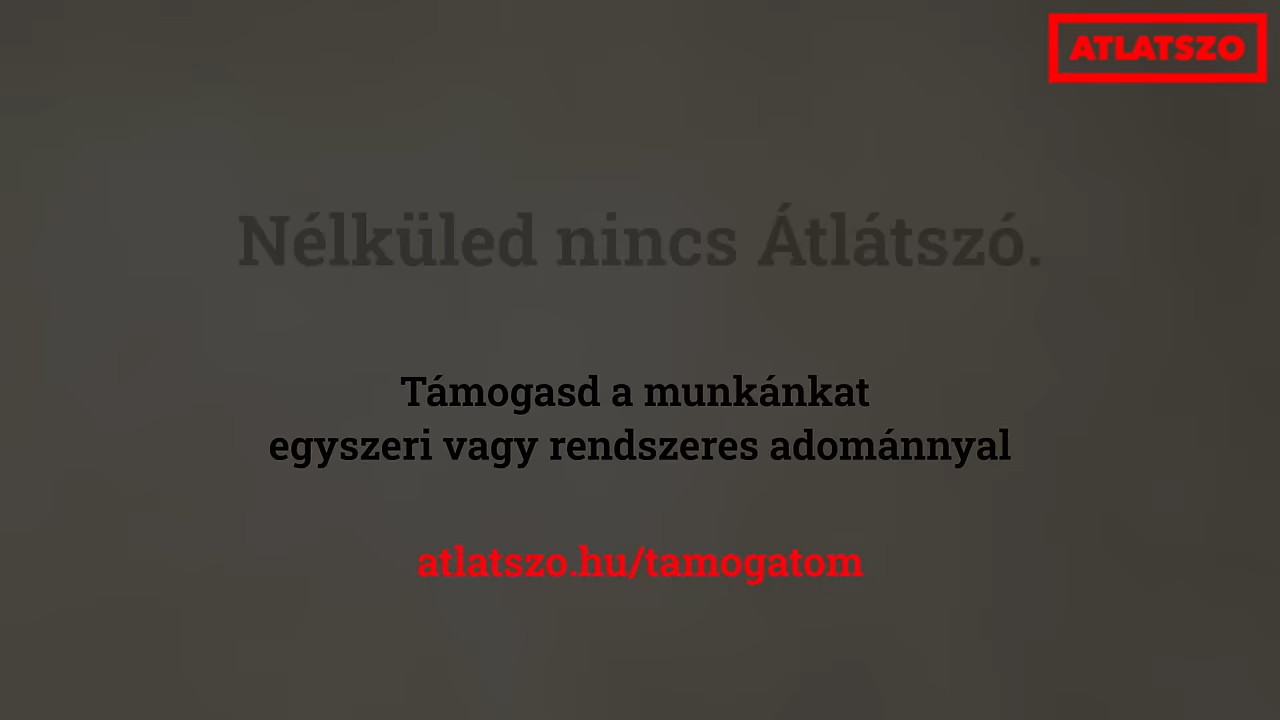 ATLATSZO
Nélküled nincs Átlátszó.
Támogasd a munkánkat
egyszeri vagy rendszeres adománnyal
atlatszo.hu/tamogatom